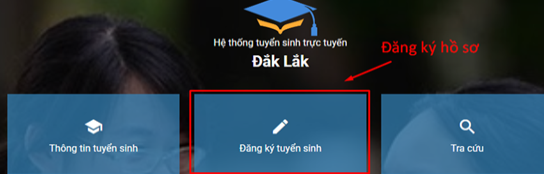 Hệ thống tuyển sinh trực tuyến
Đắk Lắk
Đăng ký hồ sơ
Thông tin tuyển sinh
Đăng ký tuyển sinh
Tra cứu